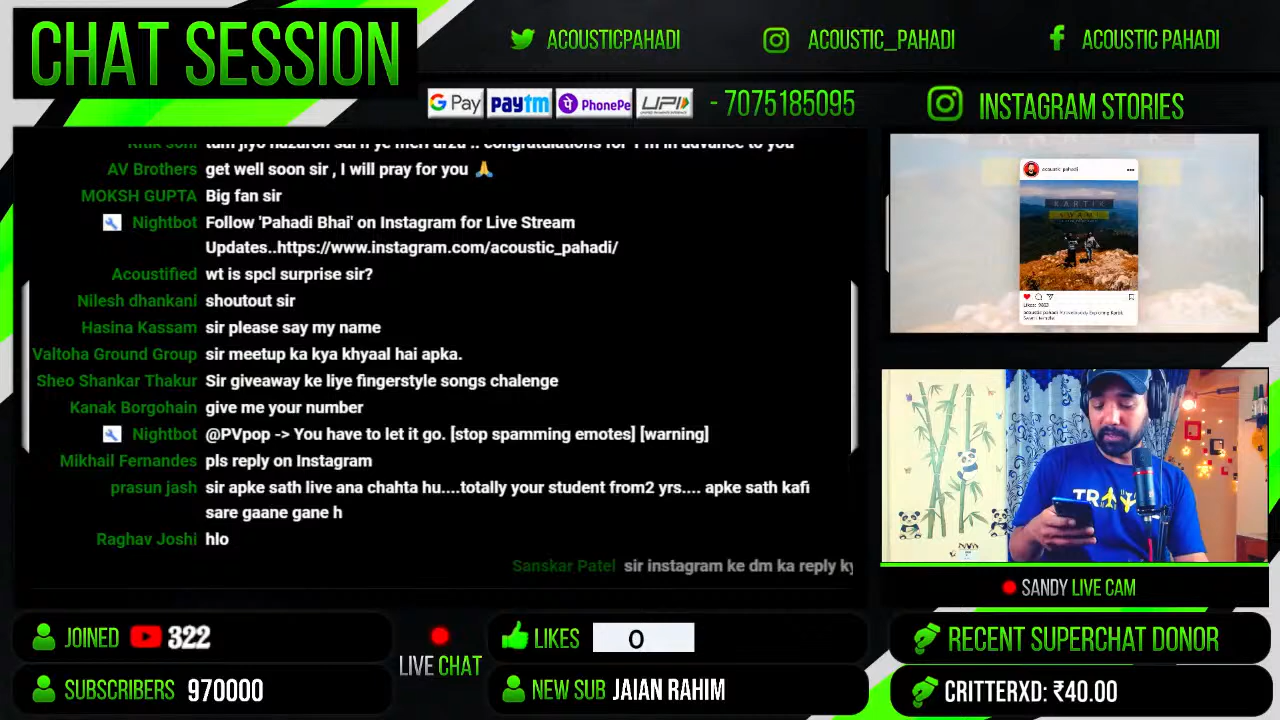 CHAT SESSION
ACOUSTICPAHADI
ACOUSTIC_PAHADI
ACOUSTIC PAHADI
G Pay paytm PhonePe UPI - 7075185095
INSTAGRAM STORIES
AV Brothers get well soon sir , I will pray for you 🙏
MOKSH GUPTA Big fan sir
Nightbot Follow 'Pahadi Bhai' on Instagram for Live Stream
Updates..https://www.instagram.com/acoustic_pahadi/
Acoustified wt is spcl surprise sir?
Nilesh dhankani shoutout sir
Hasina Kassam sir please say my name
Valtoha Ground Group sir meetup ka kya khyaal hai apka.
Sheo Shankar Thakur Sir giveaway ke liye fingerstyle songs chalenge
Kanak Borgohain give me your number
Nightbot @PVpop -> You have to let it go. [stop spamming emotes] [warning]
Mikhail Fernandes pls reply on Instagram
prasun jash sir apke sath live ana chahta hu....totally your student from2 yrs.... apke sath kafi
sare gaane gane h
Raghav Joshi hlo
Sanskar Patel sir instagram ke dm ka reply ky
acoustic_pahadi
KARTIK
SWAMI
TRAVEL
SANDY LIVE CAM
JOINED 322
SUBSCRIBERS 970000
LIVE CHAT
LIKES 0
NEW SUB JAIAN RAHIM
RECENT SUPERCHAT DONOR
CRITTERXD: ₹40.00